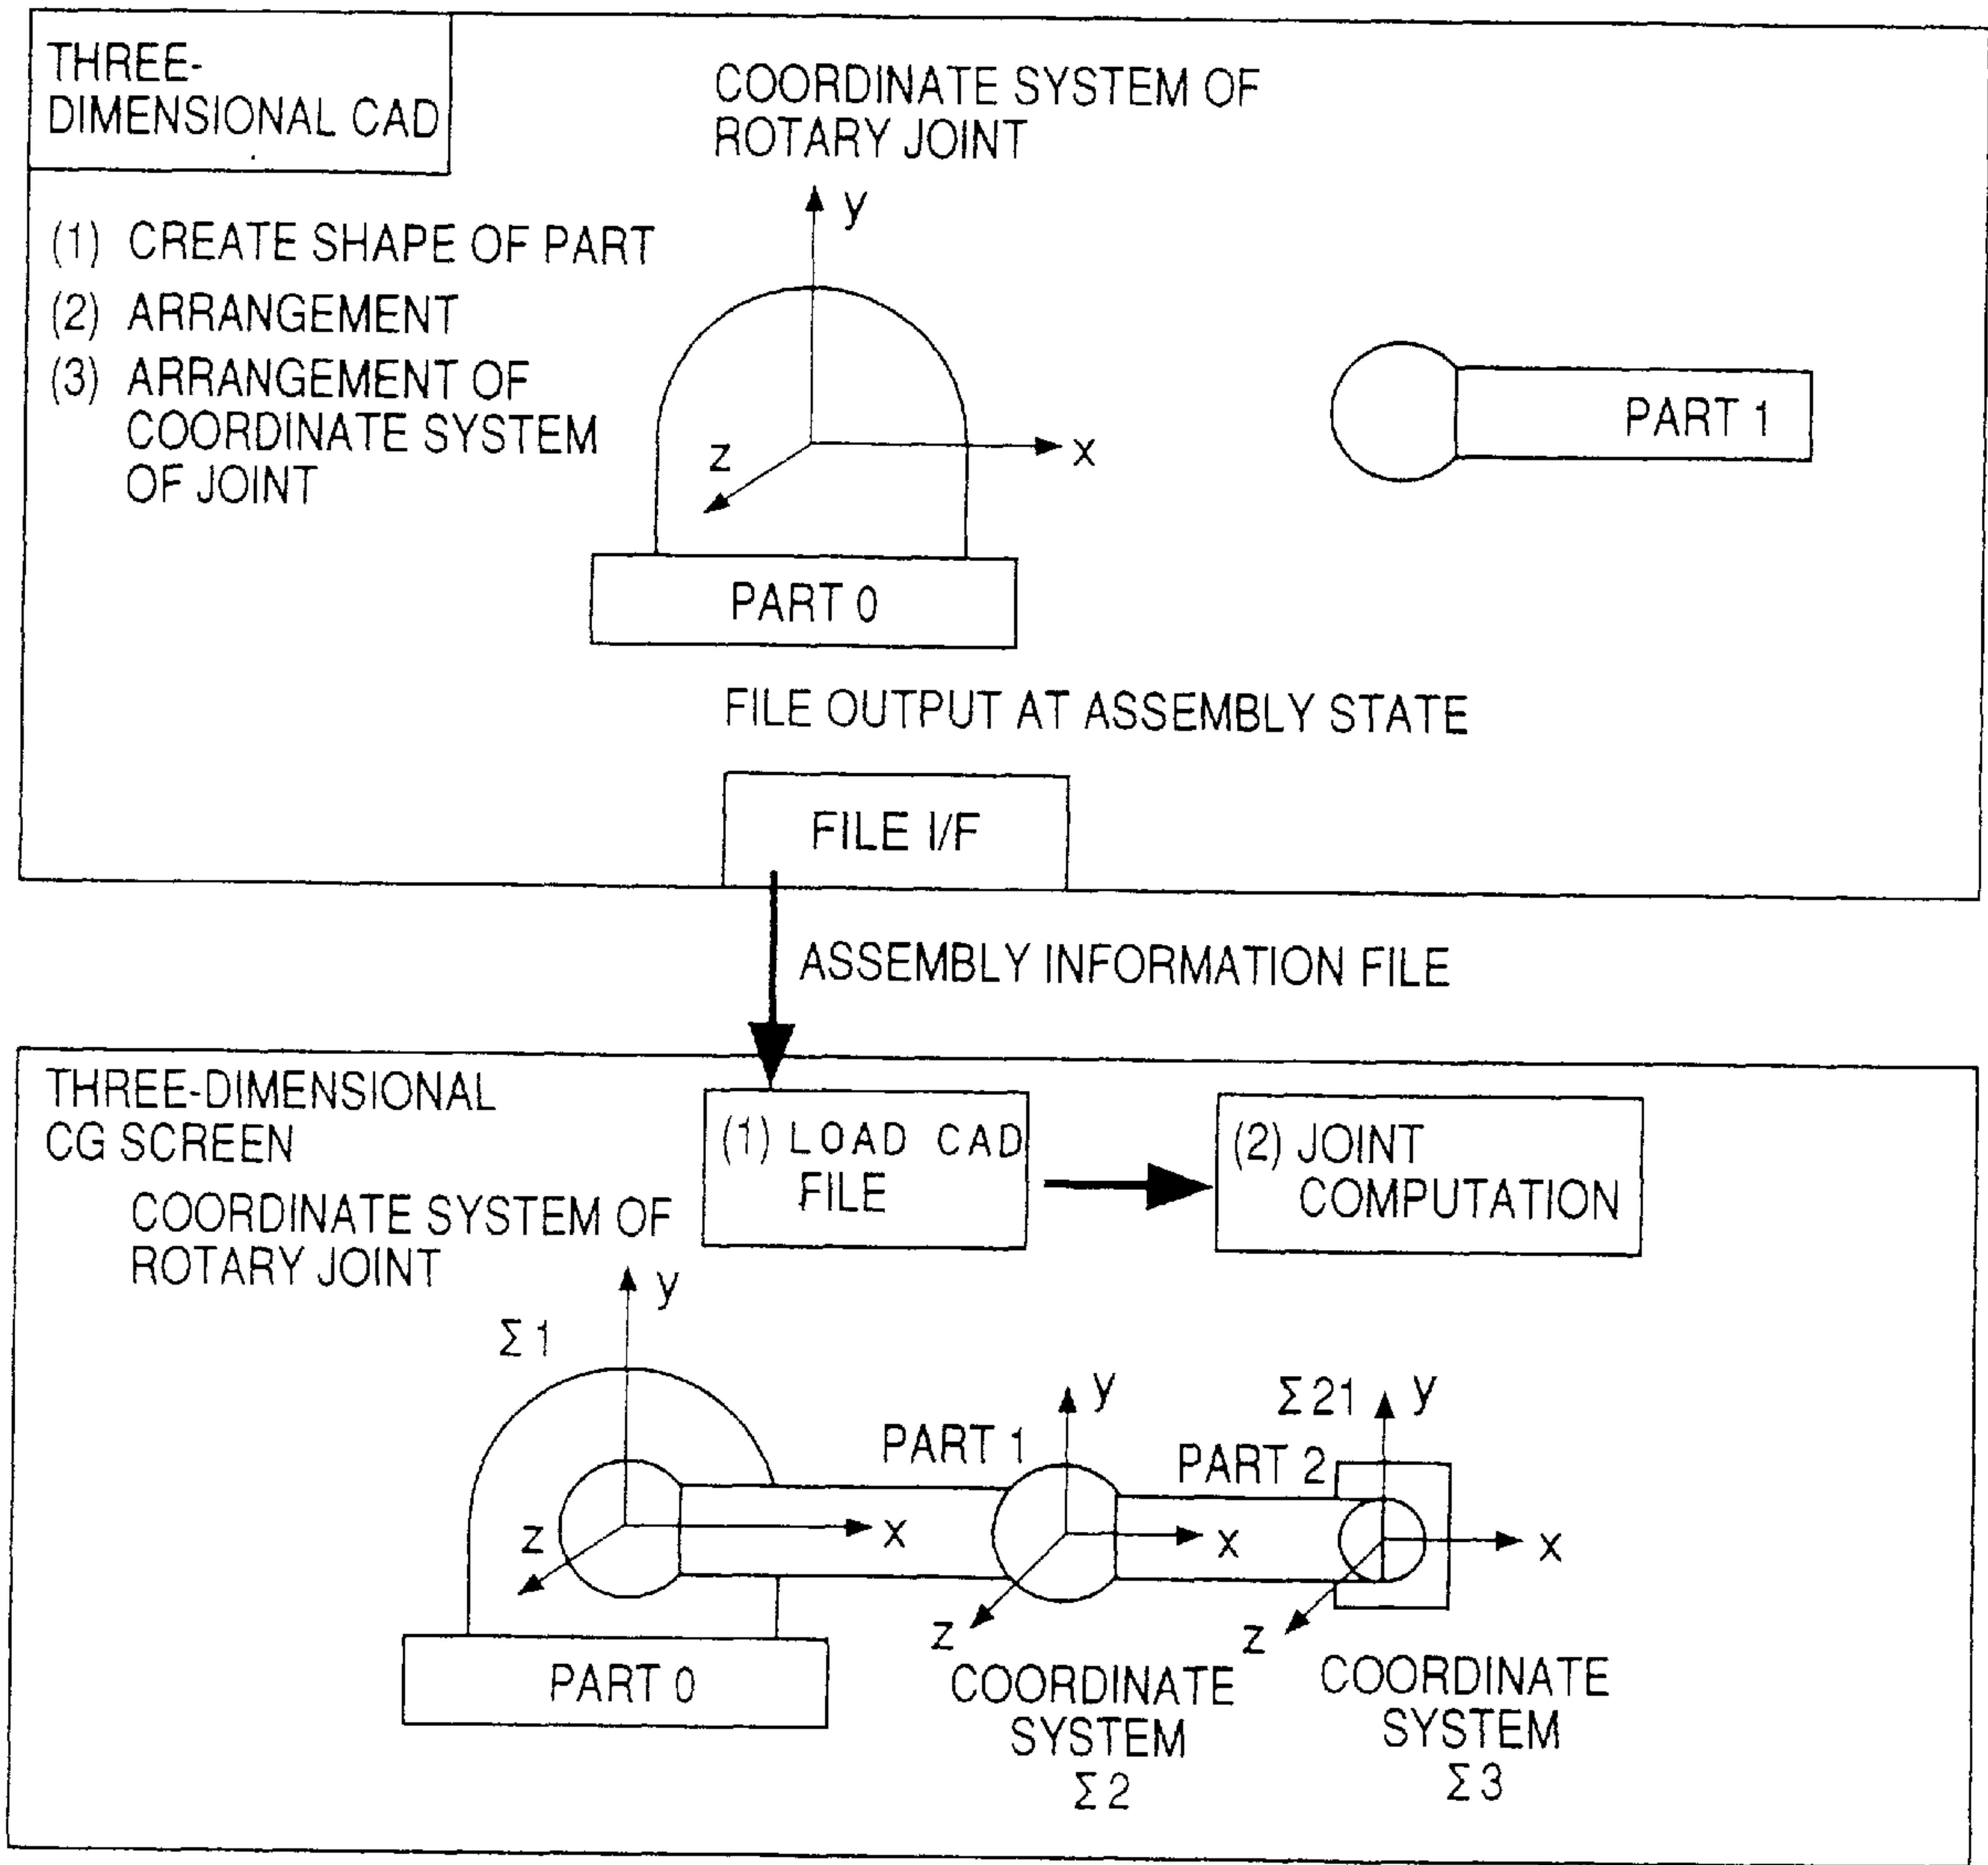 THREE-
DIMENSIONAL CAD
COORDINATE SYSTEM OF
ROTARY JOINT
(1) CREATE SHAPE OF PART
(2) ARRANGEMENT
(3) ARRANGEMENT OF
COORDINATE SYSTEM
OF JOINT
y
z
x
PART 0
PART 1
FILE OUTPUT AT ASSEMBLY STATE
FILE I/F
ASSEMBLY INFORMATION FILE
THREE-DIMENSIONAL
CG SCREEN
(1) LOAD CAD
FILE
(2) JOINT
COMPUTATION
COORDINATE SYSTEM OF
ROTARY JOINT
Σ1
y
z
x
PART 0
PART 1
y
x
z
COORDINATE
SYSTEM
Σ2
PART 2
Σ21
y
x
z
COORDINATE
SYSTEM
Σ3